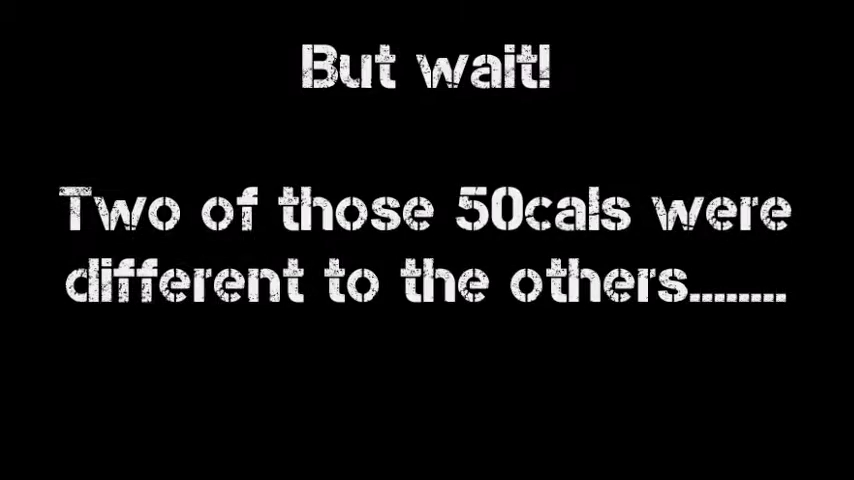 But wait!
Two of those 50cals were
different to the others........